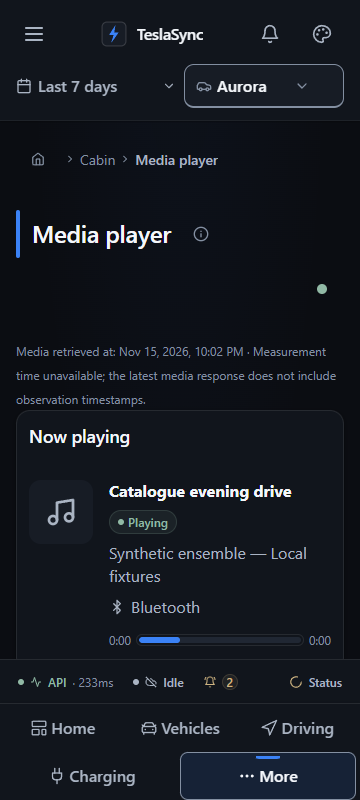 TeslaSync
Last 7 days
Aurora
Cabin
Media player
Media player
Media retrieved at: Nov 15, 2026, 10:02 PM · Measurement
time unavailable; the latest media response does not include
observation timestamps.
Now playing
Catalogue evening drive
Playing
Synthetic ensemble — Local
fixtures
Bluetooth
0:00
0:00
API · 233ms
Idle
2
Status
Home
Vehicles
Driving
Charging
More